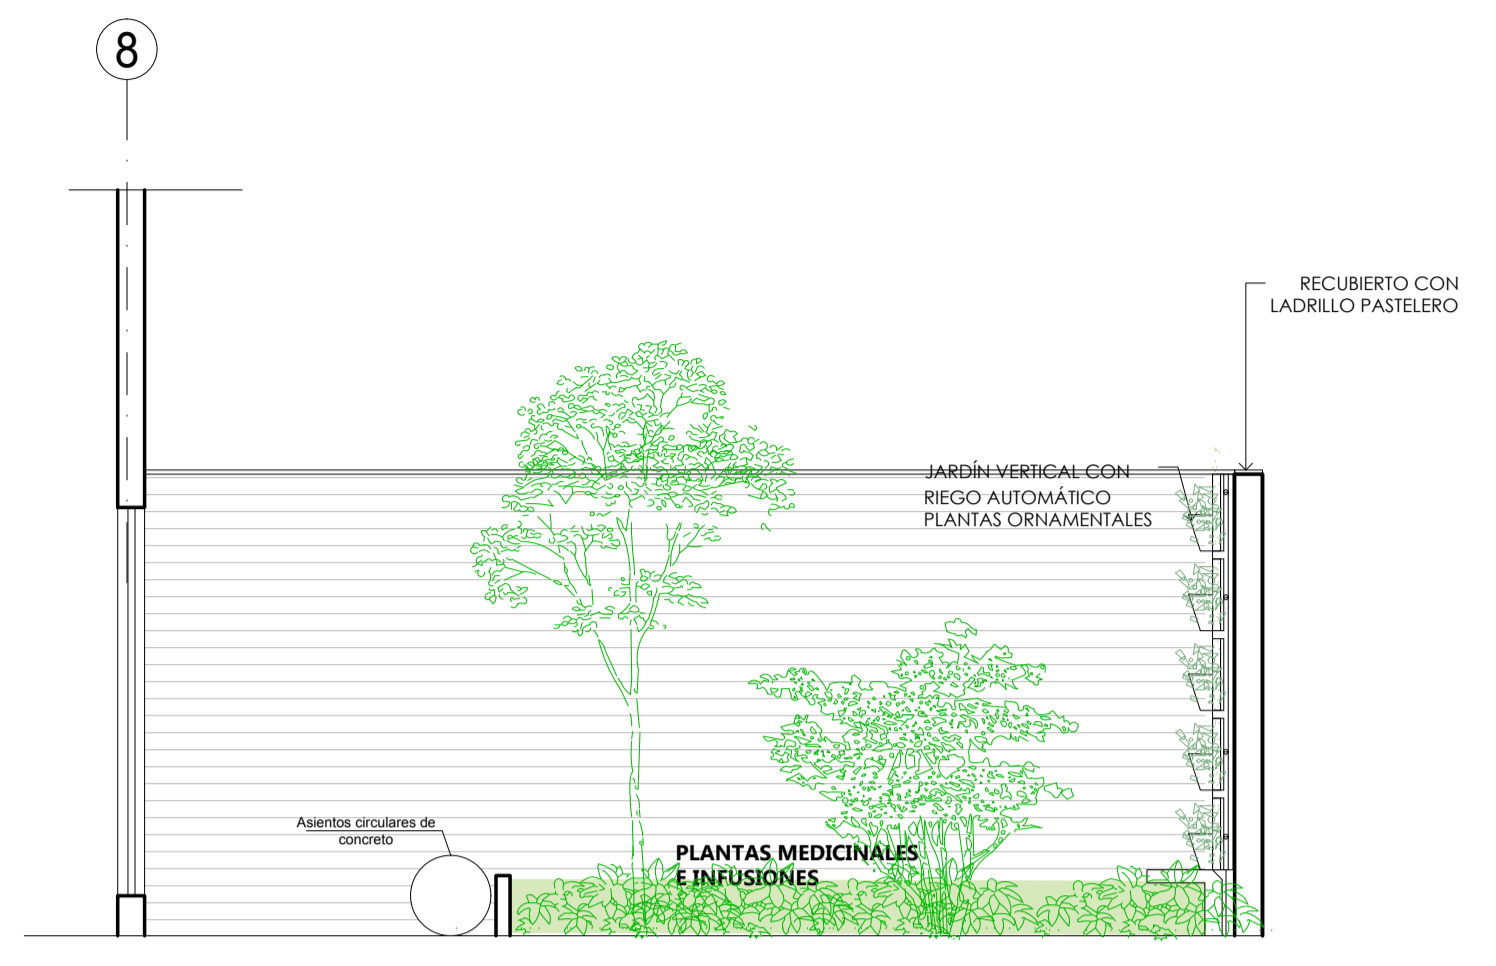 8
RECUBIERTO CON
LADRILLO PASTELERO
JARDÍN VERTICAL CON
RIEGO AUTOMÁTICO
PLANTAS ORNAMENTALES
Asientos circulares de
concreto
PLANTAS MEDICINALES
E INFUSIONES